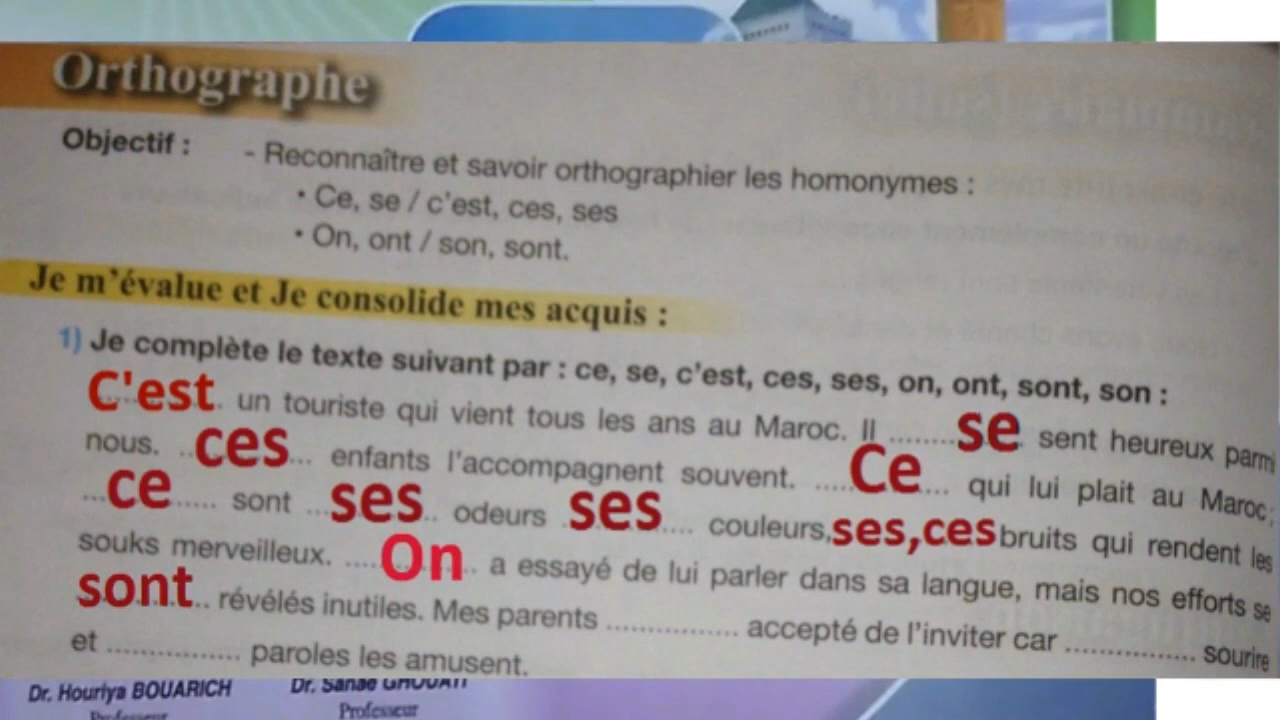 Orthographe
Objectif : - Reconnaître et savoir orthographier les homonymes :
• Ce, se / c'est, ces, ses
• On, ont / son, sont.
Je m'évalue et Je consolide mes acquis :
1) Je complète le texte suivant par : ce, se, c'est, ces, ses, on, ont, sont, son :
C'est un touriste qui vient tous les ans au Maroc. Il ........se sent heureux parmi
nous. ..ces... enfants l'accompagnent souvent. .....Ce... qui lui plait au Maroc;
...ce..... sont ...ses.. odeurs .ses.... couleurs,ses,ces bruits qui rendent les
souks merveilleux. ....On.. a essayé de lui parler dans sa langue, mais nos efforts se
sont.. révélés inutiles. Mes parents ................ accepté de l'inviter car ................ sourire
et ................ paroles les amusent.
Dr. Houriya BOUARICH Dr. Sanae GHOUATI
Professeur Professeur